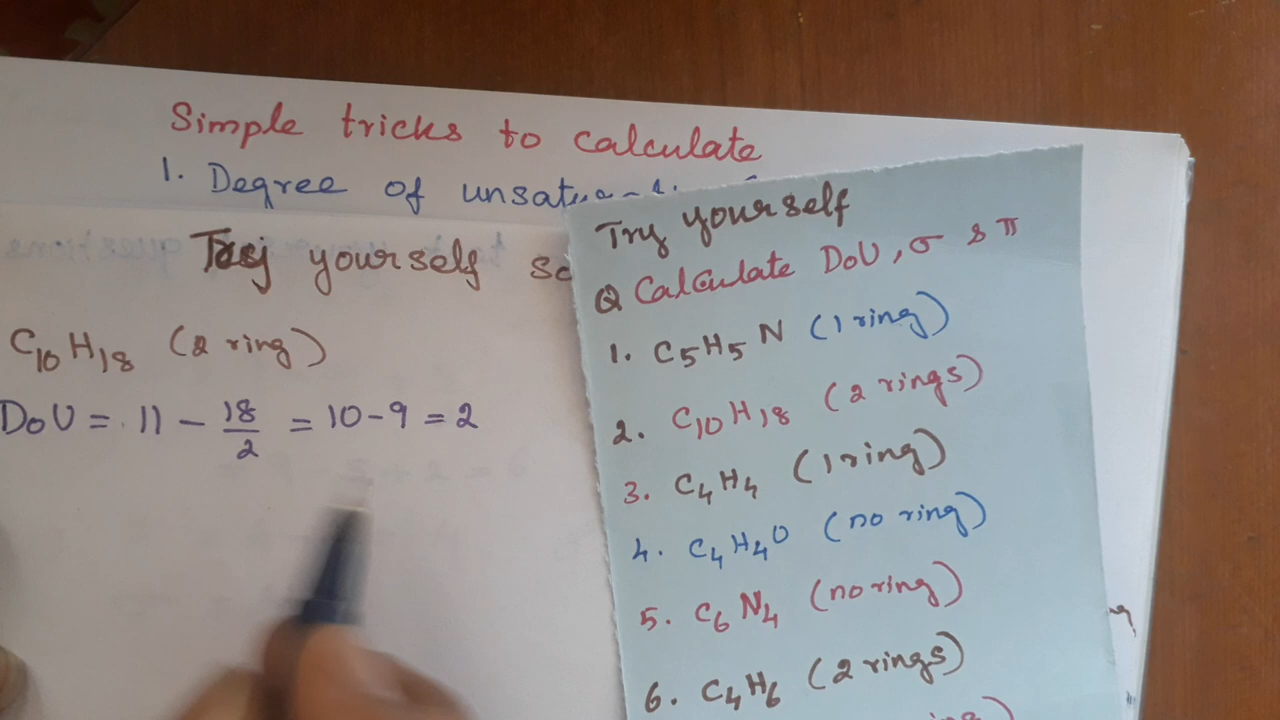 Simple tricks to calculate
1. Degree of
Try yourself
C10H18 (2 ring)
DoU = 11 - 18/2 = 10-9 = 2
Try yourself
Q Calculate DoU, σ & π
1. C5H5N (1 ring)
2. C10H18 (2 rings)
3. C4H4 (1 ring)
4. C4H4O (no ring)
5. C6N4 (no ring)
6. C4H6 (2 rings)